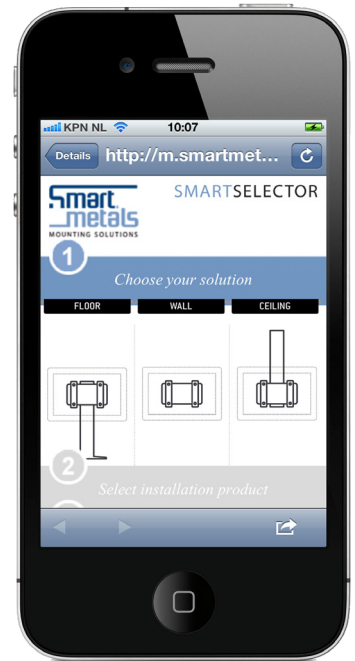 KPN NL 10:07
Details http://m.smartmet...
Smart
metals
MOUNTING SOLUTIONS
SMARTSELECTOR
1
Choose your solution
FLOOR WALL CEILING
2
Select installation product